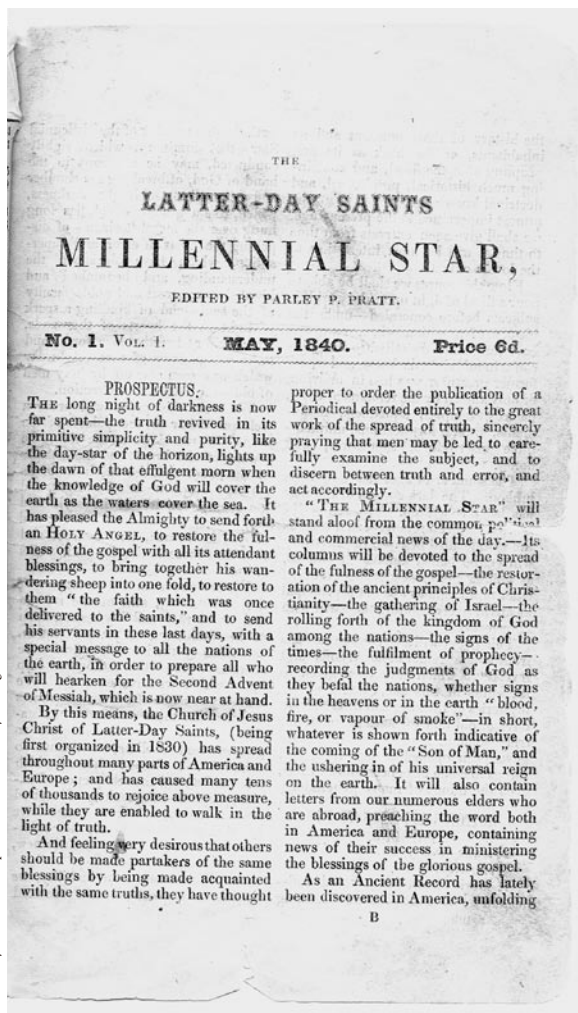 THE
LATTER-DAY SAINTS
MILLENNIAL STAR,
EDITED BY PARLEY P. PRATT.
No. 1. VOL. 1.
MAY, 1840.
Price 6d.
PROSPECTUS.
THE long night of darkness is now
far spent—the truth revived in its
primitive simplicity and purity, like
the day-star of the horizon, lights up
the dawn of that effulgent morn when
the knowledge of God will cover the
earth as the waters cover the sea. It
has pleased the Almighty to send forth
an HOLY ANGEL, to restore the ful-
ness of the gospel with all its attendant
blessings, to bring together his wan-
dering sheep into one fold, to restore to
them "the faith which was once
delivered to the saints," and to send
his servants in these last days, with a
special message to all the nations of
the earth, in order to prepare all who
will hearken for the Second Advent
of Messiah, which is now near at hand.
By this means, the Church of Jesus
Christ of Latter-Day Saints, (being
first organized in 1830) has spread
throughout many parts of America and
Europe; and has caused many tens
of thousands to rejoice above measure,
while they are enabled to walk in the
light of truth.
And feeling very desirous that others
should be made partakers of the same
blessings by being made acquainted
with the same truths, they have thought
proper to order the publication of a
Periodical devoted entirely to the great
work of the spread of truth, sincerely
praying that men may be led to care-
fully examine the subject, and to
discern between truth and error, and
act accordingly.
"THE MILLENNIAL STAR" will
stand aloof from the common political
and commercial news of the day.—Its
columns will be devoted to the spread
of the fulness of the gospel—the restor-
ation of the ancient principles of Chris-
tianity—the gathering of Israel—the
rolling forth of the kingdom of God
among the nations—the signs of the
times—the fulfilment of prophecy—
recording the judgments of God as
they befal the nations, whether signs
in the heavens or in the earth "blood,
fire, or vapour of smoke"—in short,
whatever is shown forth indicative of
the coming of the "Son of Man," and
the ushering in of his universal reign
on the earth. It will also contain
letters from our numerous elders who
are abroad, preaching the word both
in America and Europe, containing
news of their success in ministering
the blessings of the glorious gospel.
As an Ancient Record has lately
been discovered in America, unfolding
B